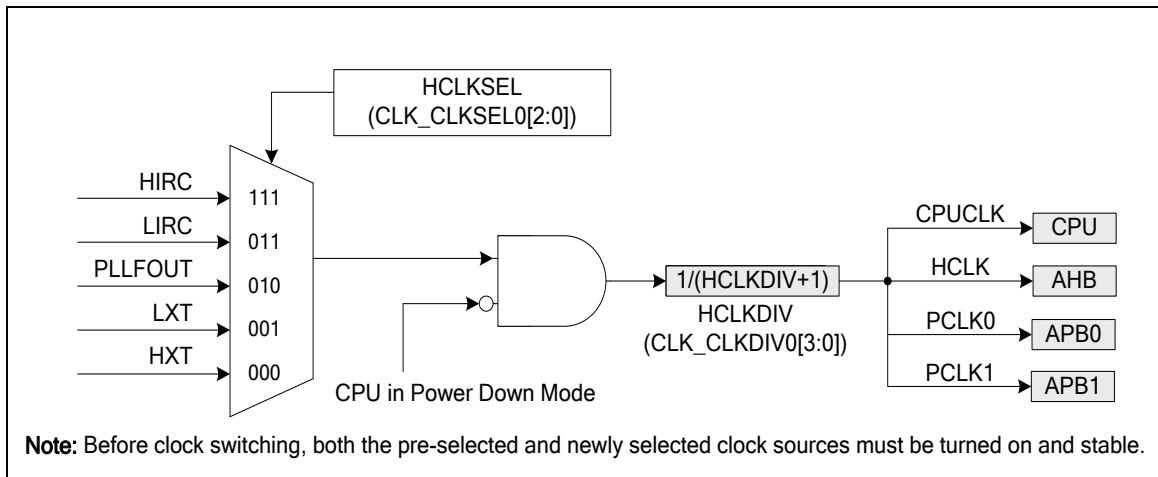 HCLKSEL
(CLK_CLKSEL0[2:0])
HIRC
111
LIRC
011
PLLFOUT
010
LXT
001
HXT
000
CPU in Power Down Mode
1/(HCLKDIV+1)
HCLKDIV
(CLK_CLKDIV0[3:0])
CPUCLK
CPU
HCLK
AHB
PCLK0
APB0
PCLK1
APB1
Note: Before clock switching, both the pre-selected and newly selected clock sources must be turned on and stable.